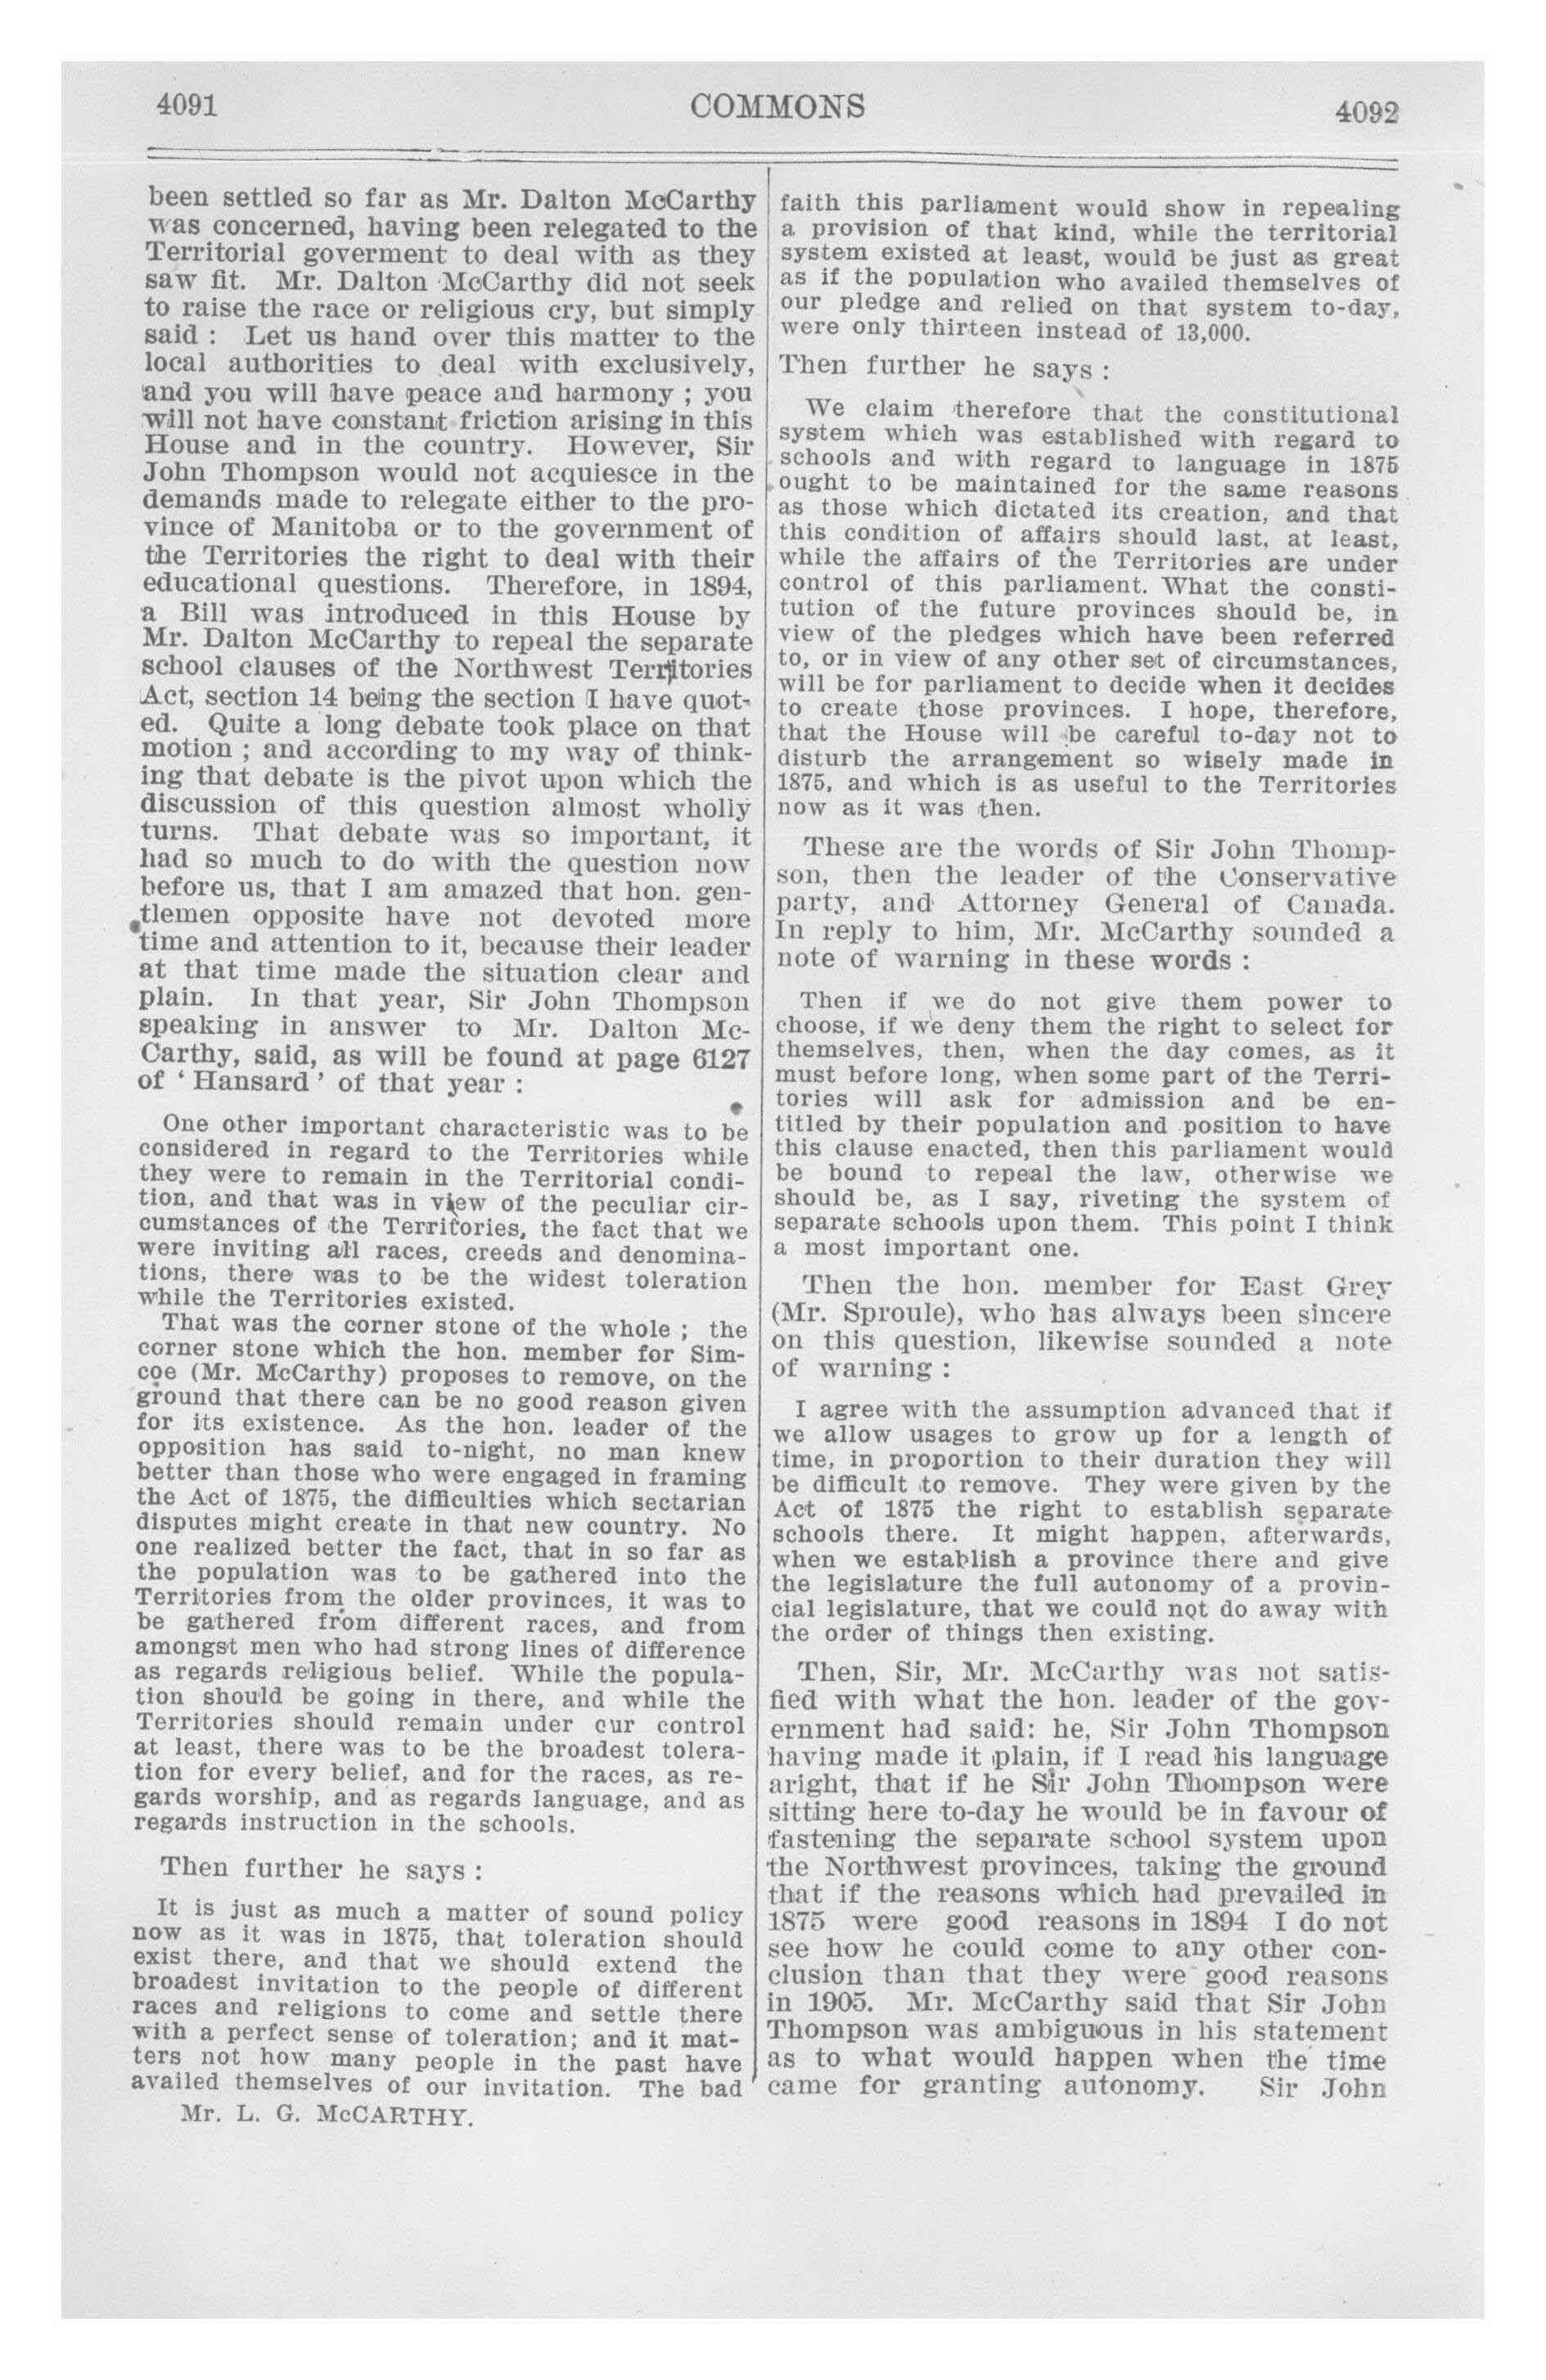 4091
COMMONS
4092
been settled so far as Mr. Dalton McCarthy
was concerned, having been relegated to the
Territorial goverment to deal with as they
saw fit. Mr. Dalton McCarthy did not seek
to raise the race or religious cry, but simply
said : Let us hand over this matter to the
local authorities to deal with exclusively,
and you will have peace and harmony ; you
will not have constant friction arising in this
House and in the country. However, Sir
John Thompson would not acquiesce in the
demands made to relegate either to the pro-
vince of Manitoba or to the government of
the Territories the right to deal with their
educational questions. Therefore, in 1894,
a Bill was introduced in this House by
Mr. Dalton McCarthy to repeal the separate
school clauses of the Northwest Territories
Act, section 14 being the section I have quot-
ed. Quite a long debate took place on that
motion ; and according to my way of think-
ing that debate is the pivot upon which the
discussion of this question almost wholly
turns. That debate was so important, it
had so much to do with the question now
before us, that I am amazed that hon. gen-
tlemen opposite have not devoted more
time and attention to it, because their leader
at that time made the situation clear and
plain. In that year, Sir John Thompson
speaking in answer to Mr. Dalton Mc-
Carthy, said, as will be found at page 6127
of ' Hansard ' of that year :
One other important characteristic was to be
considered in regard to the Territories while
they were to remain in the Territorial condi-
tion, and that was in view of the peculiar cir-
cumstances of the Territories, the fact that we
were inviting all races, creeds and denomina-
tions, there was to be the widest toleration
while the Territories existed.
That was the corner stone of the whole ; the
corner stone which the hon. member for Sim-
coe (Mr. McCarthy) proposes to remove, on the
ground that there can be no good reason given
for its existence. As the hon. leader of the
opposition has said to-night, no man knew
better than those who were engaged in framing
the Act of 1875, the difficulties which sectarian
disputes might create in that new country. No
one realized better the fact, that in so far as
the population was to be gathered into the
Territories from the older provinces, it was to
be gathered from different races, and from
amongst men who had strong lines of difference
as regards religious belief. While the popula-
tion should be going in there, and while the
Territories should remain under our control
at least, there was to be the broadest tolera-
tion for every belief, and for the races, as re-
gards worship, and as regards language, and as
regards instruction in the schools.
Then further he says :
It is just as much a matter of sound policy
now as it was in 1875, that toleration should
exist there, and that we should extend the
broadest invitation to the people of different
races and religions to come and settle there
with a perfect sense of toleration; and it mat-
ters not how many people in the past have
availed themselves of our invitation. The bad
Mr. L. G. McCARTHY.
faith this parliament would show in repealing
a provision of that kind, while the territorial
system existed at least, would be just as great
as if the population who availed themselves of
our pledge and relied on that system to-day,
were only thirteen instead of 13,000.
Then further he says :
We claim therefore that the constitutional
system which was established with regard to
schools and with regard to language in 1875
ought to be maintained for the same reasons
as those which dictated its creation, and that
this condition of affairs should last, at least,
while the affairs of the Territories are under
control of this parliament. What the consti-
tution of the future provinces should be, in
view of the pledges which have been referred
to, or in view of any other set of circumstances,
will be for parliament to decide when it decides
to create those provinces. I hope, therefore,
that the House will be careful to-day not to
disturb the arrangement so wisely made in
1875, and which is as useful to the Territories
now as it was then.
These are the words of Sir John Thomp-
son, then the leader of the Conservative
party, and Attorney General of Canada.
In reply to him, Mr. McCarthy sounded a
note of warning in these words :
Then if we do not give them power to
choose, if we deny them the right to select for
themselves, then, when the day comes, as it
must before long, when some part of the Terri-
tories will ask for admission and be en-
titled by their population and position to have
this clause enacted, then this parliament would
be bound to repeal the law, otherwise we
should be, as I say, riveting the system of
separate schools upon them. This point I think
a most important one.
Then the hon. member for East Grey
(Mr. Sproule), who has always been sincere
on this question, likewise sounded a note
of warning :
I agree with the assumption advanced that if
we allow usages to grow up for a length of
time, in proportion to their duration they will
be difficult to remove. They were given by the
Act of 1875 the right to establish separate
schools there. It might happen, afterwards,
when we establish a province there and give
the legislature the full autonomy of a provin-
cial legislature, that we could not do away with
the order of things then existing.
Then, Sir, Mr. McCarthy was not satis-
fied with what the hon. leader of the gov-
ernment had said: he, Sir John Thompson
having made it plain, if I read his language
aright, that if he Sir John Thompson were
sitting here to-day he would be in favour of
fastening the separate school system upon
the Northwest provinces, taking the ground
that if the reasons which had prevailed in
1875 were good reasons in 1894 I do not
see how he could come to any other con-
clusion than that they were good reasons
in 1905. Mr. McCarthy said that Sir John
Thompson was ambiguous in his statement
as to what would happen when the time
came for granting autonomy. Sir John